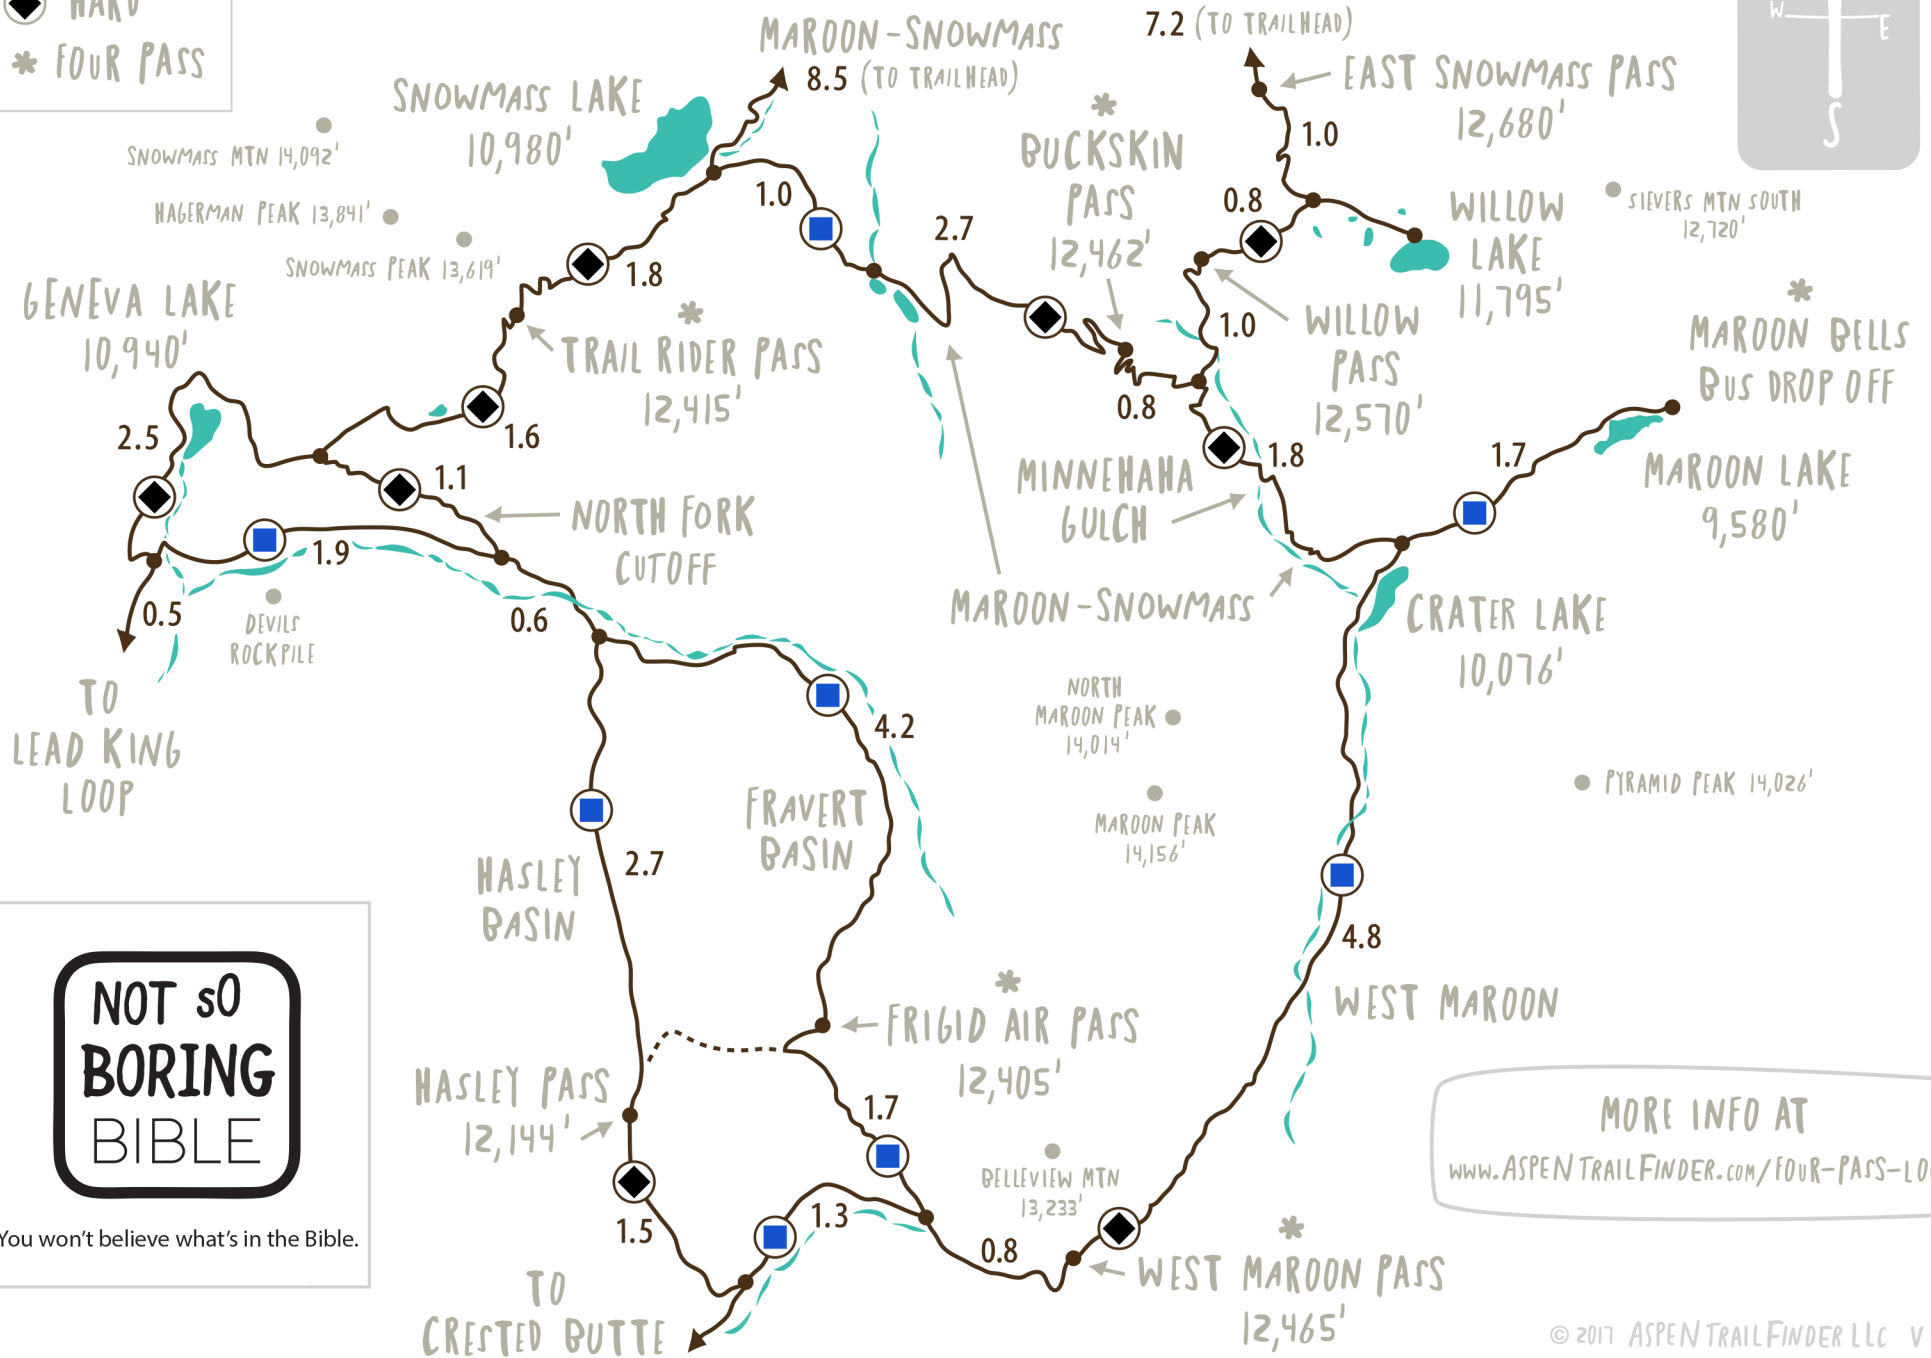 HARD
* FOUR PASS
MAROON-SNOWMASS
8.5 (TO TRAILHEAD)
7.2 (TO TRAILHEAD)
W E
S
EAST SNOWMASS PASS
12,680'
1.0
SNOWMASS LAKE
10,980'
SNOWMASS MTN 14,092'
HAGERMAN PEAK 13,841'
SNOWMASS PEAK 13,619'
1.0
*
BUCKSKIN
PASS
12,462'
2.7
0.8
WILLOW
LAKE
11,795'
SIEVERS MTN SOUTH
12,720'
1.8
GENEVA LAKE
10,940'
*
TRAIL RIDER PASS
12,415'
1.0
WILLOW
PASS
12,570'
*
MAROON BELLS
BUS DROP OFF
0.8
2.5
1.6
1.1
MINNEHAHA
GULCH
1.8
1.7
MAROON LAKE
9,580'
NORTH FORK
CUTOFF
1.9
0.5
DEVILS
ROCKPILE
0.6
MAROON-SNOWMASS
CRATER LAKE
10,076'
TO
LEAD KING
LOOP
4.2
NORTH
MAROON PEAK
14,014'
MAROON PEAK
14,156'
PYRAMID PEAK 14,026'
FRAVERT
BASIN
HASLEY
BASIN
2.7
4.8
WEST MAROON
*
FRIGID AIR PASS
12,405'
HASLEY PASS
12,144'
1.7
NOT SO
BORING
BIBLE
You won't believe what's in the Bible.
BELLEVIEW MTN
13,233'
1.5
1.3
0.8
*
WEST MAROON PASS
12,465'
TO
CRESTED BUTTE
MORE INFO AT
WWW.ASPENTRAILFINDER.COM/FOUR-PASS-LO
© 2017 ASPENTRAILFINDER LLC V